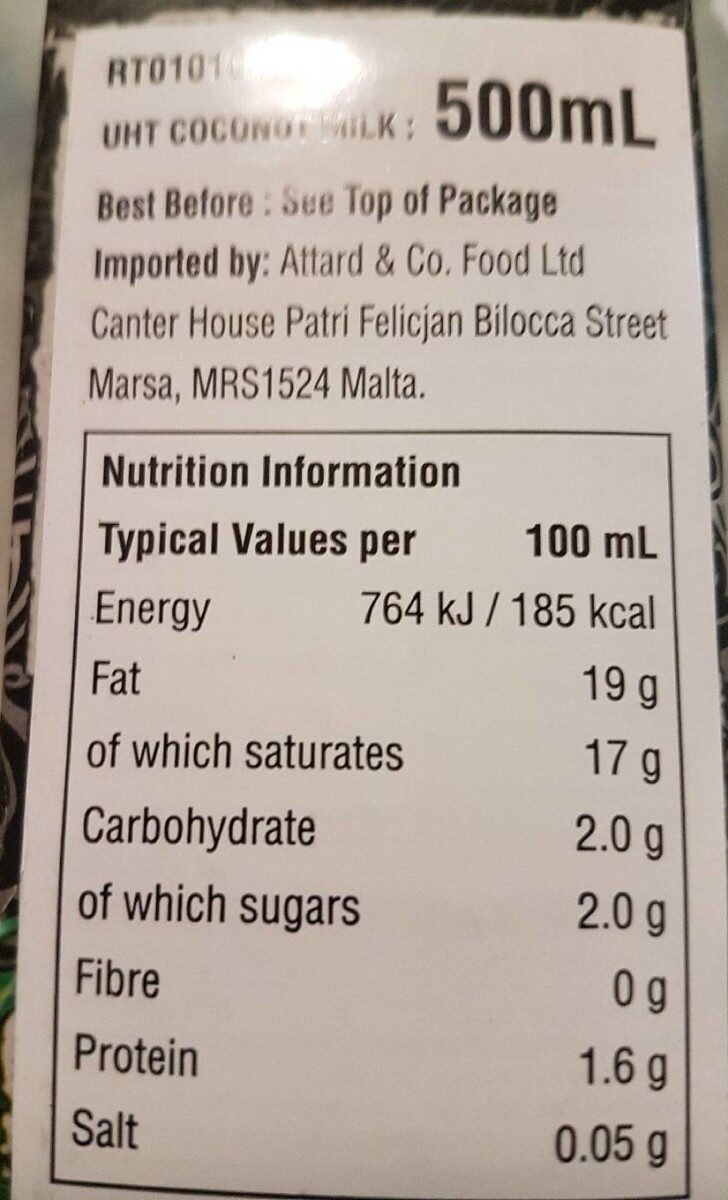 RT0101
UHT COCONUT MILK : 500mL
Best Before : See Top of Package
Imported by: Attard & Co. Food Ltd
Canter House Patri Felicjan Bilocca Street
Marsa, MRS1524 Malta.
Nutrition Information
Typical Values per 100 mL
Energy 764 kJ / 185 kcal
Fat 19 g
of which saturates 17 g
Carbohydrate 2.0 g
of which sugars 2.0 g
Fibre 0 g
Protein 1.6 g
Salt 0.05 g